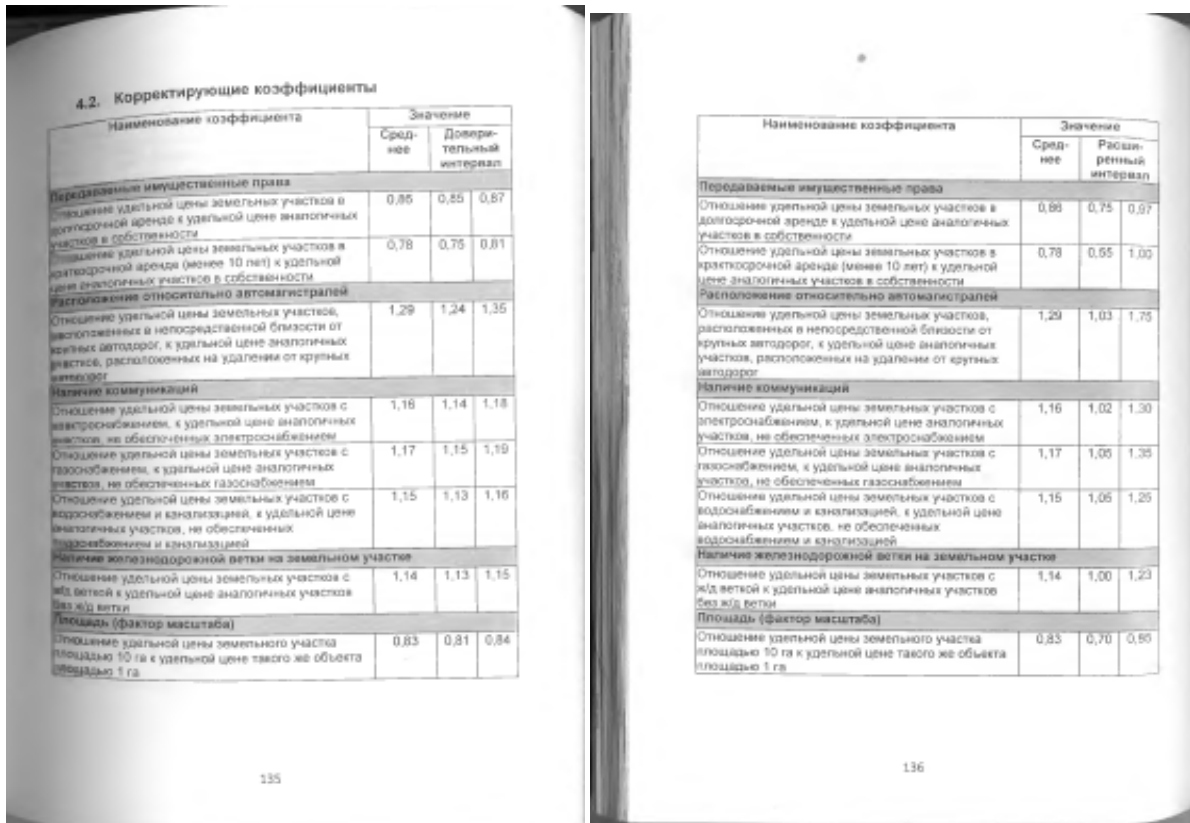 4.2. Корректирующие коэффициенты
Наименование коэффициента
Значение
Сред-
нее
Довери-
тельный
интервал
Передаваемые имущественные права
Отношение удельной цены земельных участков в
долгосрочной аренде к удельной цене аналогичных
участков в собственности
0,86 0,85 0,87
Отношение удельной цены земельных участков в
краткосрочной аренде (менее 10 лет) к удельной
цене аналогичных участков в собственности
0,78 0,75 0,81
Расположение относительно автомагистралей
Отношение удельной цены земельных участков,
расположенных в непосредственной близости от
крупных автодорог, к удельной цене аналогичных
участков, расположенных на удалении от крупных
автодорог
1,29 1,24 1,35
Наличие коммуникаций
Отношение удельной цены земельных участков с
электроснабжением, к удельной цене аналогичных
участков, не обеспеченных электроснабжением
1,16 1,14 1,18
Отношение удельной цены земельных участков с
газоснабжением, к удельной цене аналогичных
участков, не обеспеченных газоснабжением
1,17 1,15 1,19
Отношение удельной цены земельных участков с
водоснабжением и канализацией, к удельной цене
аналогичных участков, не обеспеченных
водоснабжением и канализацией
1,15 1,13 1,16
Наличие железнодорожной ветки на земельном участке
Отношение удельной цены земельных участков с
ж/д веткой к удельной цене аналогичных участков
без ж/д ветки
1,14 1,13 1,15
Площадь (фактор масштаба)
Отношение удельной цены земельного участка
площадью 10 га к удельной цене такого же объекта
площадью 1 га
0,83 0,81 0,84
135
Наименование коэффициента
Значение
Сред-
нее
Расши-
ренный
интервал
Передаваемые имущественные права
Отношение удельной цены земельных участков в
долгосрочной аренде к удельной цене аналогичных
участков в собственности
0,86 0,75 0,97
Отношение удельной цены земельных участков в
краткосрочной аренде (менее 10 лет) к удельной
цене аналогичных участков в собственности
0,78 0,55 1,00
Расположение относительно автомагистралей
Отношение удельной цены земельных участков,
расположенных в непосредственной близости от
крупных автодорог, к удельной цене аналогичных
участков, расположенных на удалении от крупных
автодорог
1,29 1,03 1,75
Наличие коммуникаций
Отношение удельной цены земельных участков с
электроснабжением, к удельной цене аналогичных
участков, не обеспеченных электроснабжением
1,16 1,02 1,30
Отношение удельной цены земельных участков с
газоснабжением, к удельной цене аналогичных
участков, не обеспеченных газоснабжением
1,17 1,05 1,35
Отношение удельной цены земельных участков с
водоснабжением и канализацией, к удельной цене
аналогичных участков, не обеспеченных
водоснабжением и канализацией
1,15 1,05 1,25
Наличие железнодорожной ветки на земельном участке
Отношение удельной цены земельных участков с
ж/д веткой к удельной цене аналогичных участков
без ж/д ветки
1,14 1,00 1,23
Площадь (фактор масштаба)
Отношение удельной цены земельного участка
площадью 10 га к удельной цене такого же объекта
площадью 1 га
0,83 0,70
136